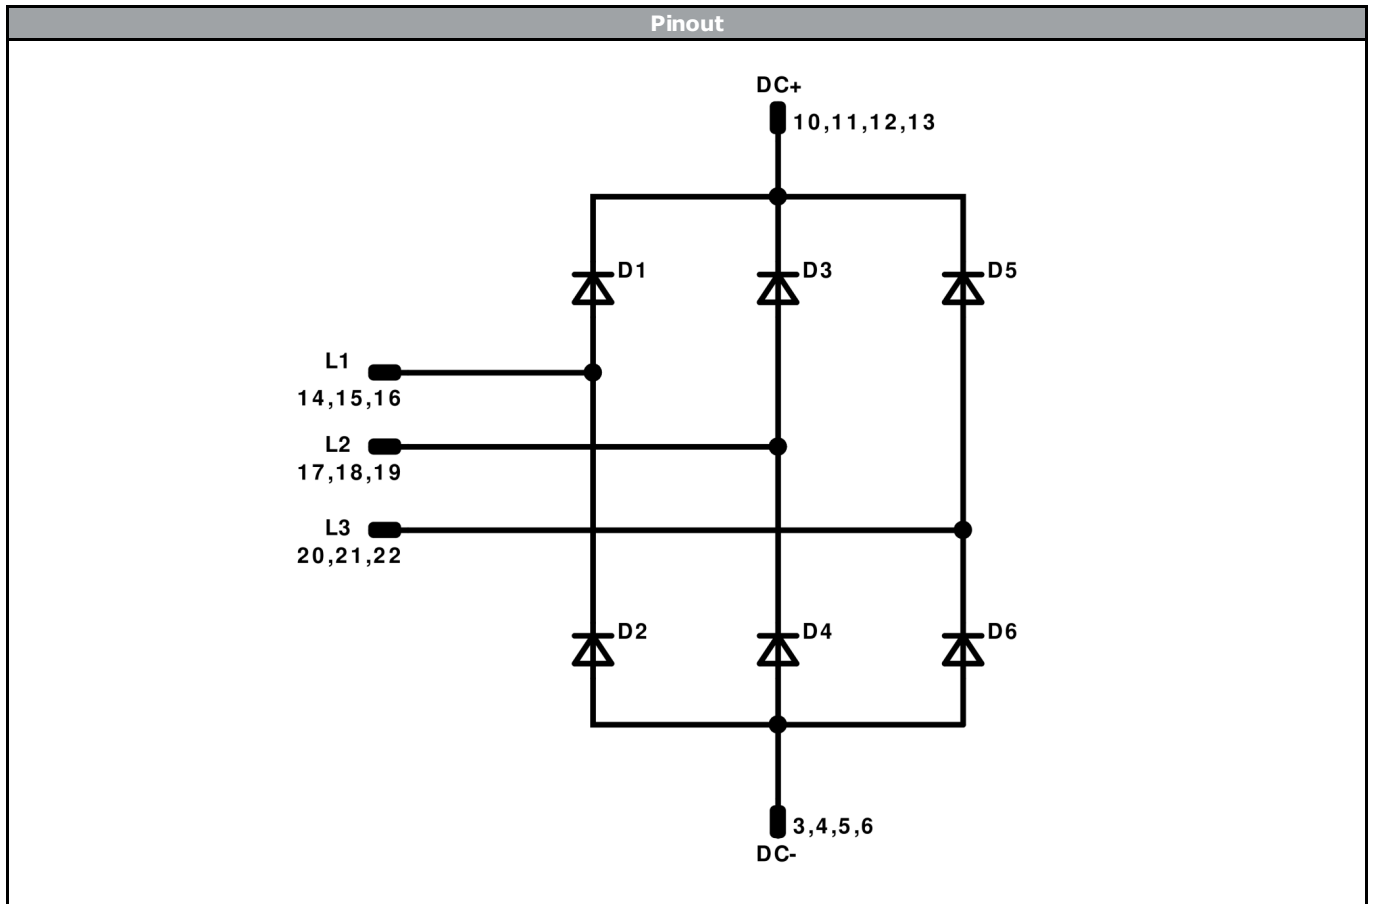 Pinout
DC+
10,11,12,13
D1
D3
D5
L1
14,15,16
L2
17,18,19
L3
20,21,22
D2
D4
D6
3,4,5,6
DC-